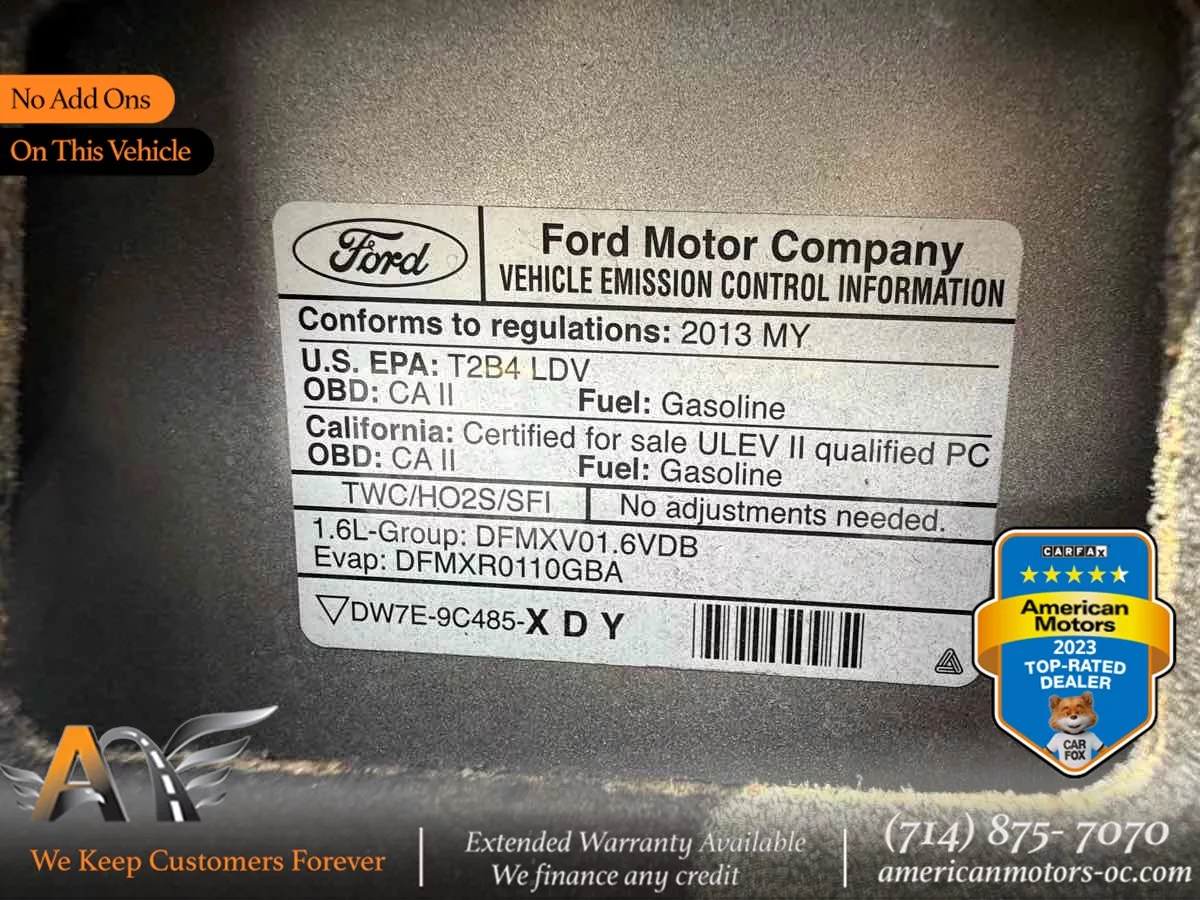 No Add Ons
On This Vehicle
Ford
Ford Motor Company
VEHICLE EMISSION CONTROL INFORMATION
Conforms to regulations: 2013 MY
U.S. EPA: T2B4 LDV
OBD: CA II Fuel: Gasoline
California: Certified for sale ULEV II qualified PC
OBD: CA II Fuel: Gasoline
TWC/HO2S/SFI No adjustments needed.
1.6L-Group: DFMXV01.6VDB
Evap: DFMXR0110GBA
DW7E-9C485-X D Y
CARFAX
American
Motors
2023
TOP-RATED
DEALER
CAR
FOX
A
We Keep Customers Forever
Extended Warranty Available
We finance any credit
(714) 875- 7070
americanmotors-oc.com